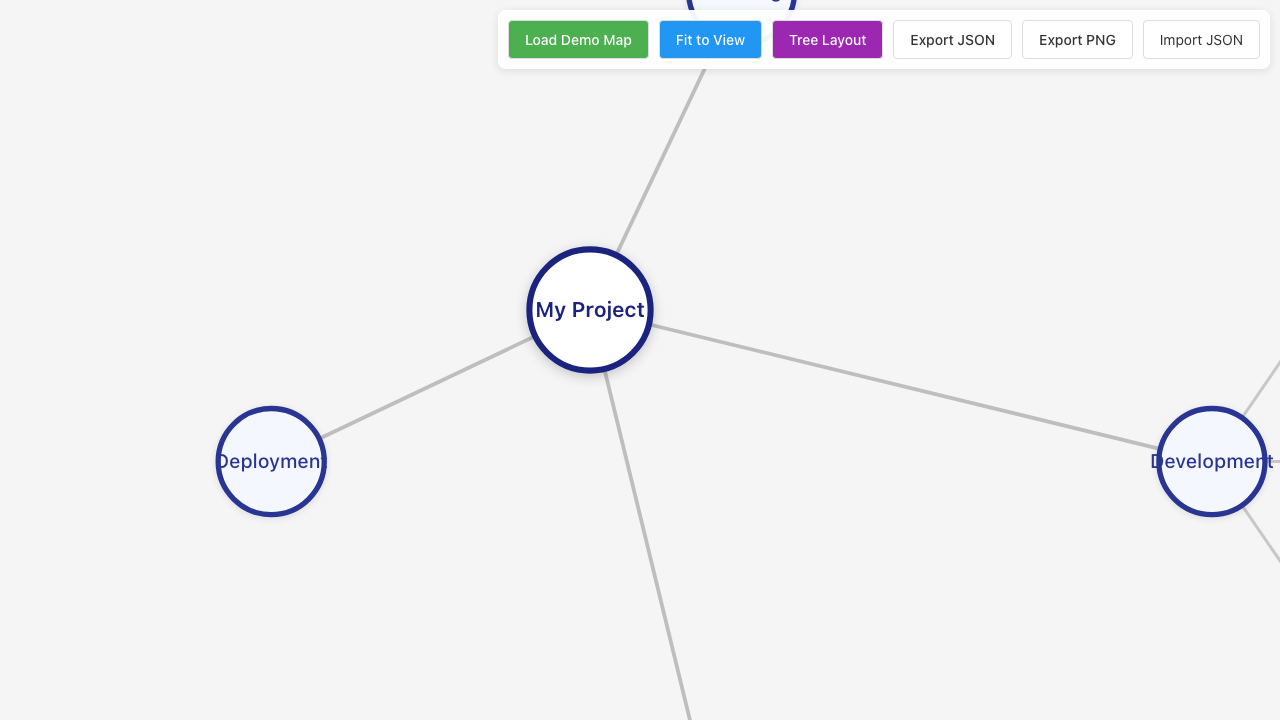 Load Demo Map
Fit to View
Tree Layout
Export JSON
Export PNG
Import JSON
My Project
Deployment
Development